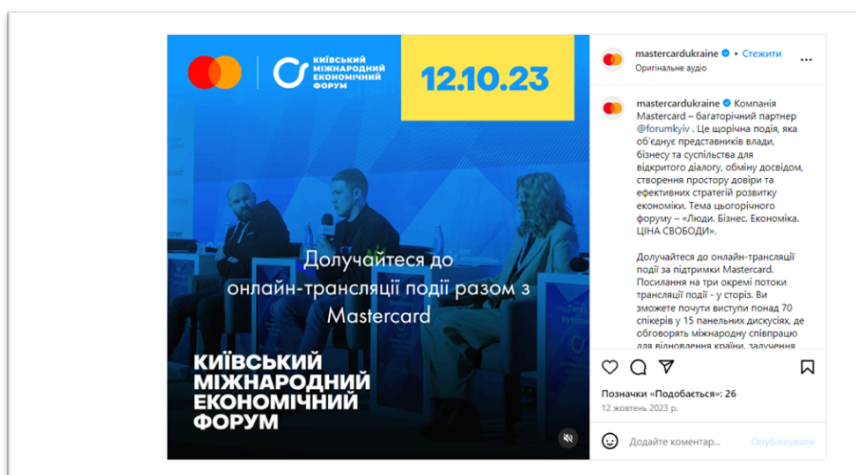 КИЇВСЬКИЙ
МІЖНАРОДНИЙ
ЕКОНОМІЧНИЙ
ФОРУМ
12.10.23
Долучайтеся до
онлайн-трансляції події разом з
Mastercard
КИЇВСЬКИЙ
МІЖНАРОДНИЙ
ЕКОНОМІЧНИЙ
ФОРУМ
mastercardukraine • Стежити
Оригінальне аудіо
mastercardukraine Компанія
Mastercard – багаторічний партнер
@forumkyiv . Це щорічна подія, яка
об'єднує представників влади,
бізнесу та суспільства для
відкритого діалогу, обміну досвідом,
створення простору довіри та
ефективних стратегій розвитку
економіки. Тема цьогорічного
форуму – «Люди. Бізнес. Економіка.
ЦІНА СВОБОДИ».
Долучайтеся до онлайн-трансляції
події за підтримки Mastercard.
Посилання на три окремі потоки
трансляції події - у сторіз. Ви
зможете почути виступи понад 70
спікерів у 15 панельних дискусіях, де
обговорять міжнародну співпрацю
для відновлення країни, залучення
Позначки «Подобається»: 26
12 жовтень 2023 р.
Додайте коментар...
Опублікувати